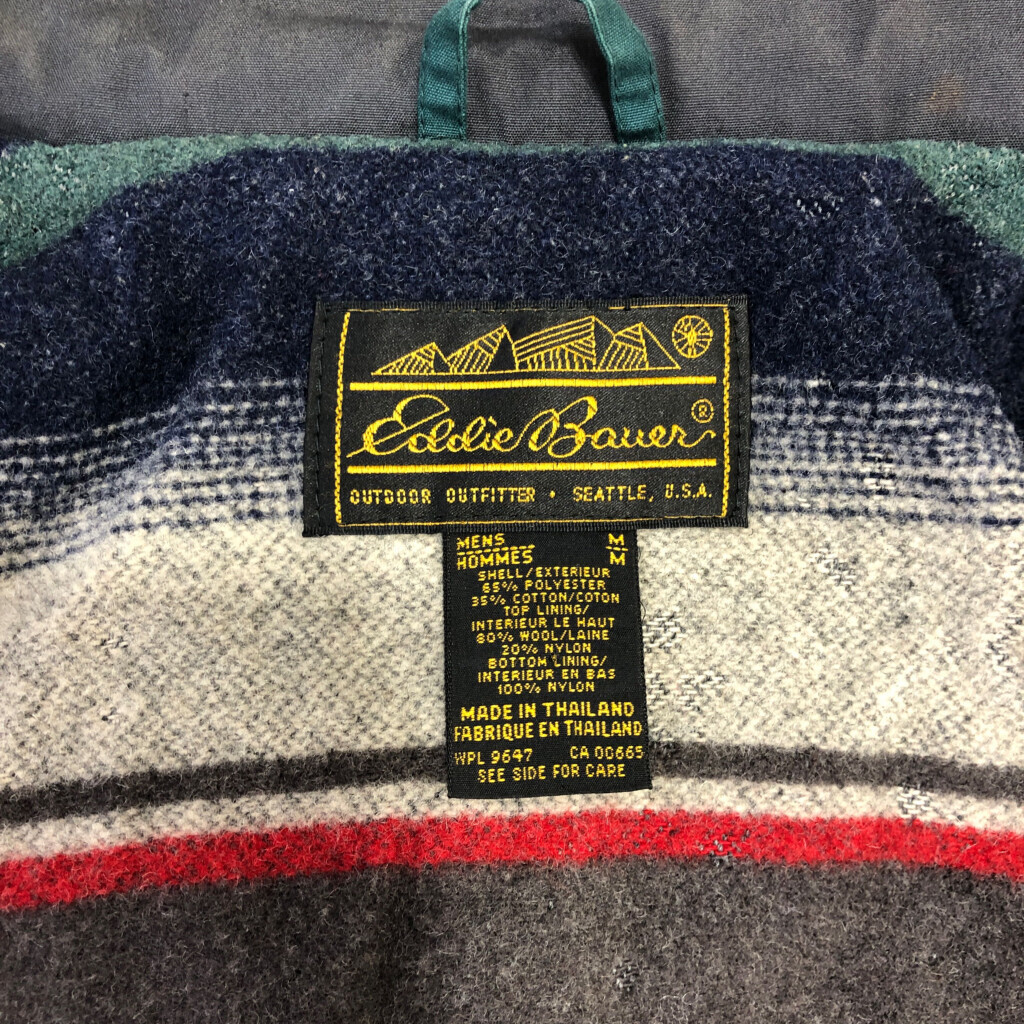 Eddie Bauer ®
OUTDOOR OUTFITTER • SEATTLE, U.S.A.
MENS M
HOMMES M
SHELL/EXTERIEUR
65% POLYESTER
35% COTTON/COTON
TOP LINING/
INTERIEUR LE HAUT
80% WOOL/LAINE
20% NYLON
BOTTOM LINING/
INTERIEUR EN BAS
100% NYLON
MADE IN THAILAND
FABRIQUE EN THAILAND
WPL 9647 CA 00665
SEE SIDE FOR CARE